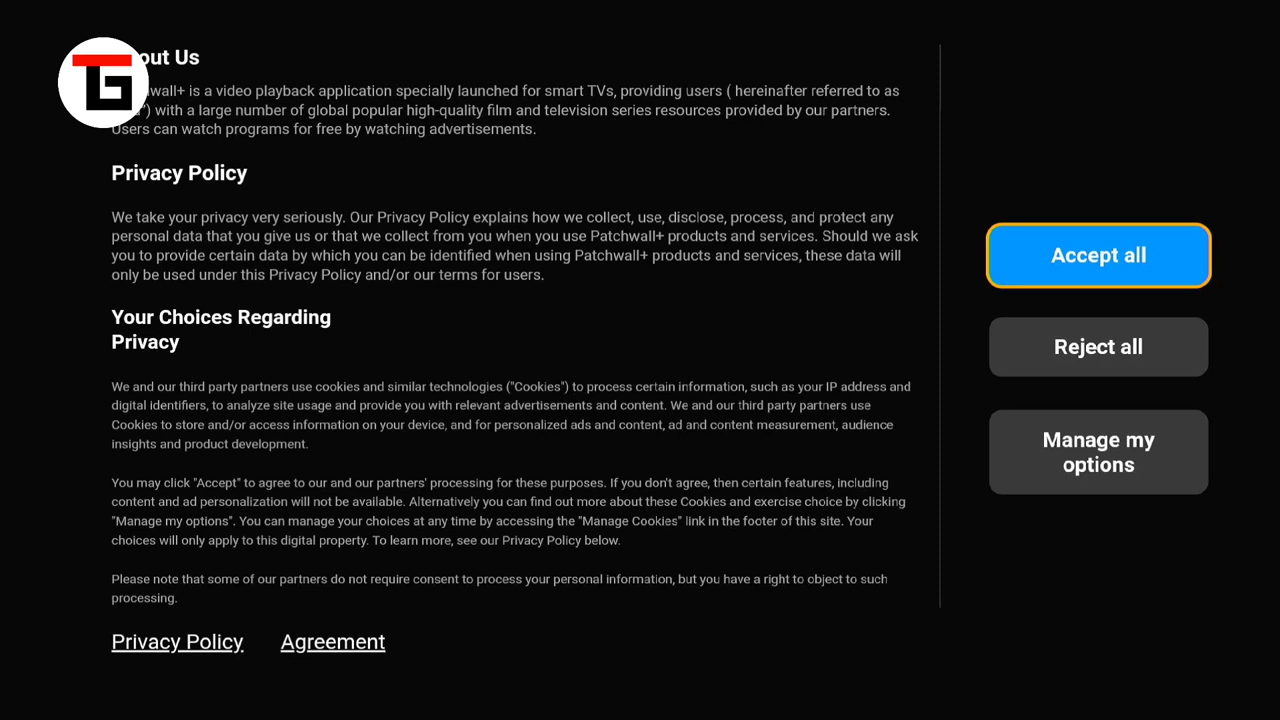 out Us
wall+ is a video playback application specially launched for smart TVs, providing users ( hereinafter referred to as
") with a large number of global popular high-quality film and television series resources provided by our partners.
Users can watch programs for free by watching advertisements.
Privacy Policy
We take your privacy very seriously. Our Privacy Policy explains how we collect, use, disclose, process, and protect any
personal data that you give us or that we collect from you when you use Patchwall+ products and services. Should we ask
you to provide certain data by which you can be identified when using Patchwall+ products and services, these data will
only be used under this Privacy Policy and/or our terms for users.
Your Choices Regarding
Privacy
We and our third party partners use cookies and similar technologies ("Cookies") to process certain information, such as your IP address and
digital identifiers, to analyze site usage and provide you with relevant advertisements and content. We and our third party partners use
Cookies to store and/or access information on your device, and for personalized ads and content, ad and content measurement, audience
insights and product development.
You may click "Accept" to agree to our and our partners' processing for these purposes. If you don't agree, then certain features, including
content and ad personalization will not be available. Alternatively you can find out more about these Cookies and exercise choice by clicking
"Manage my options". You can manage your choices at any time by accessing the "Manage Cookies" link in the footer of this site. Your
choices will only apply to this digital property. To learn more, see our Privacy Policy below.
Please note that some of our partners do not require consent to process your personal information, but you have a right to object to such
processing.
Privacy Policy Agreement
Accept all
Reject all
Manage my
options
TG